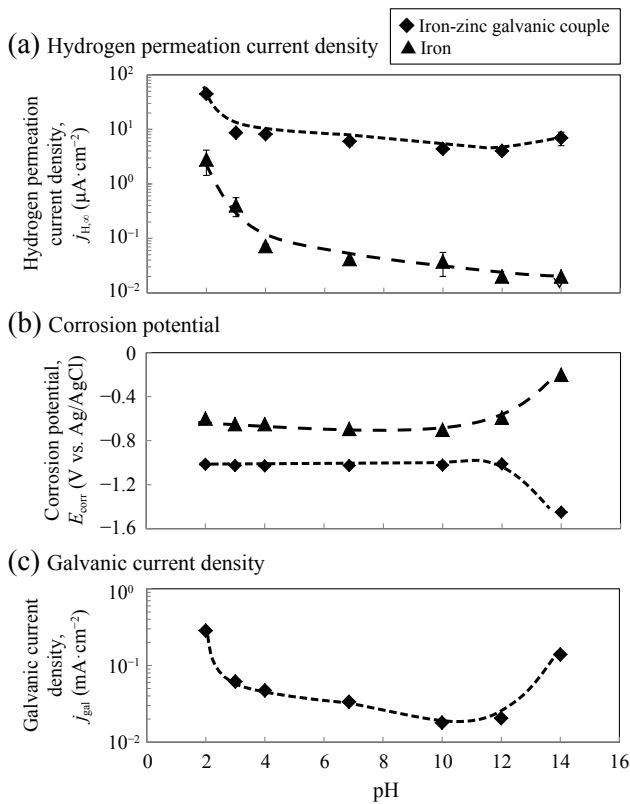 Iron-zinc galvanic couple
Iron
(a) Hydrogen permeation current density
Hydrogen permeation
current density,
j_H,∞ (μA·cm⁻²)
10²
10¹
10⁰
10⁻¹
10⁻²
(b) Corrosion potential
Corrosion potential,
E_corr (V vs. Ag/AgCl)
0
−0.4
−0.8
−1.2
−1.6
(c) Galvanic current density
Galvanic current
density,
j_gal (mA·cm⁻²)
10⁰
10⁻¹
10⁻²
0 2 4 6 8 10 12 14 16
pH